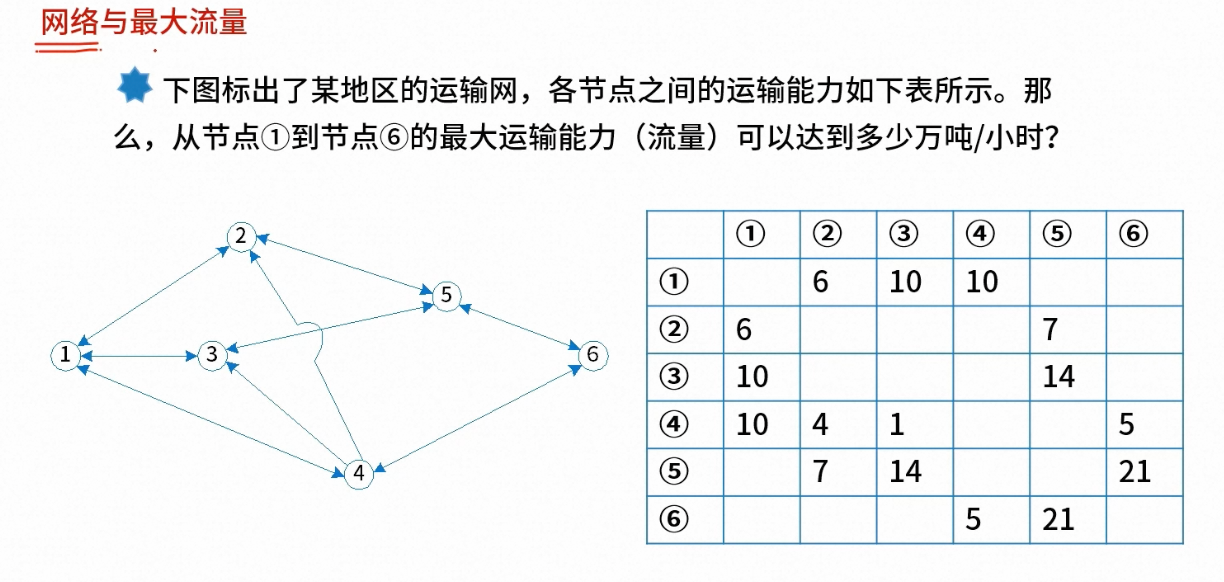 网络与最大流量
下图标出了某地区的运输网，各节点之间的运输能力如下表所示。那
么，从节点①到节点⑥的最大运输能力（流量）可以达到多少万吨/小时？
2
5
1
3
6
4
① ② ③ ④ ⑤ ⑥
① 6 10 10
② 6 7
③ 10 14
④ 10 4 1 5
⑤ 7 14 21
⑥ 5 21